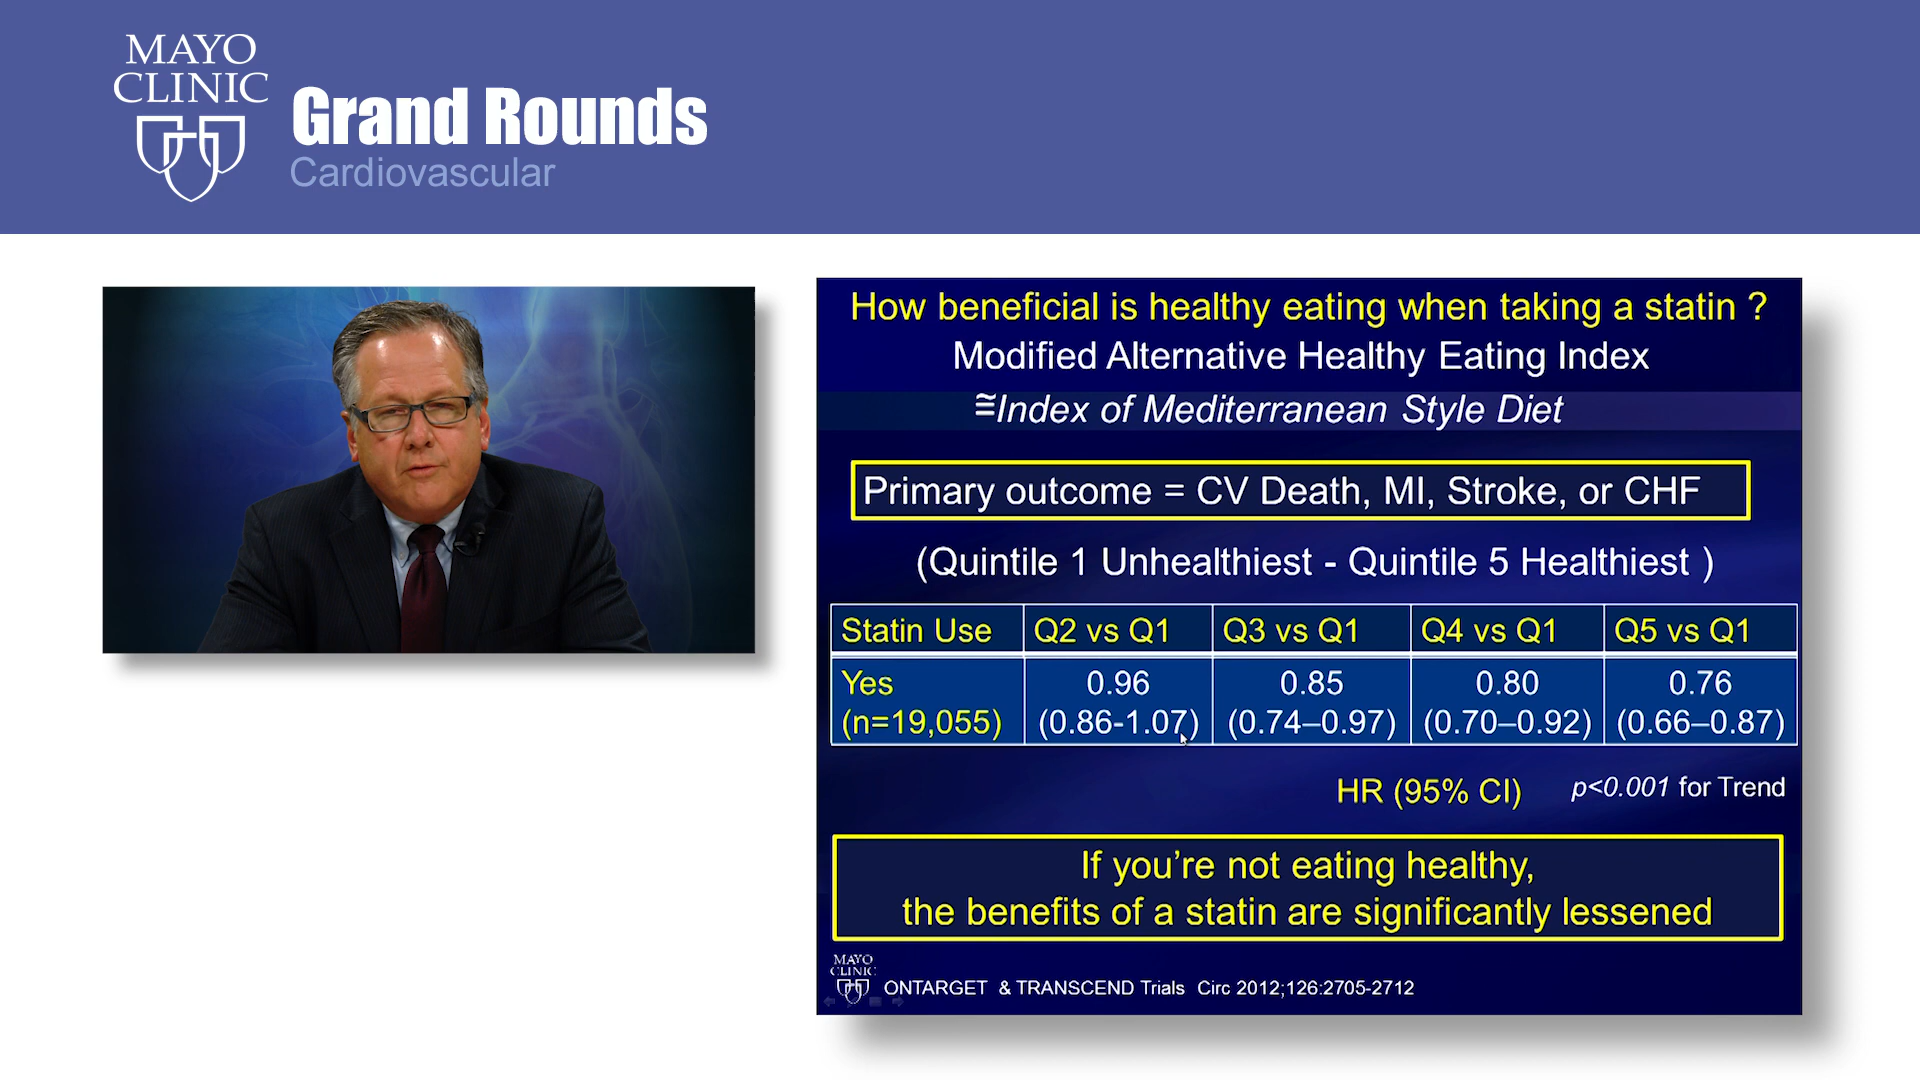 MAYO
CLINIC
Grand Rounds
Cardiovascular
How beneficial is healthy eating when taking a statin ?
Modified Alternative Healthy Eating Index
≅Index of Mediterranean Style Diet
Primary outcome = CV Death, MI, Stroke, or CHF
(Quintile 1 Unhealthiest - Quintile 5 Healthiest )
Statin Use Q2 vs Q1 Q3 vs Q1 Q4 vs Q1 Q5 vs Q1
Yes 0.96 0.85 0.80 0.76
(n=19,055) (0.86-1.07) (0.74–0.97) (0.70–0.92) (0.66–0.87)
HR (95% CI) p<0.001 for Trend
If you’re not eating healthy,
the benefits of a statin are significantly lessened
MAYO
CLINIC
ONTARGET & TRANSCEND Trials Circ 2012;126:2705-2712